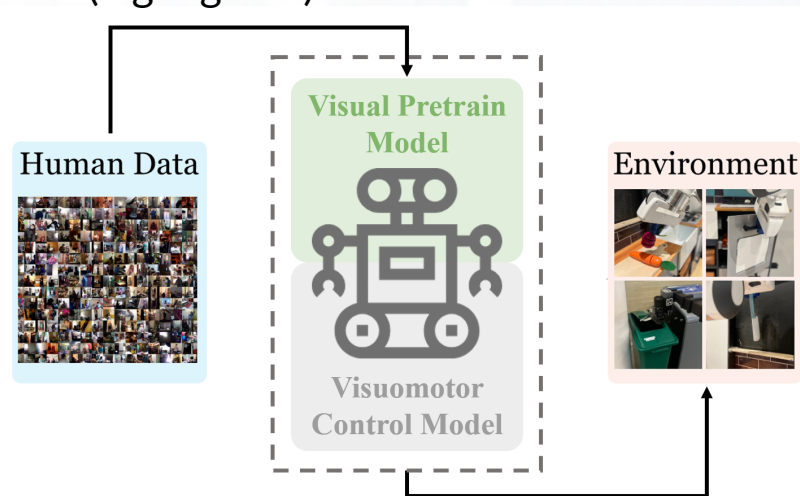 Human Data
Visual Pretrain
Model
Visuomotor
Control Model
Environment